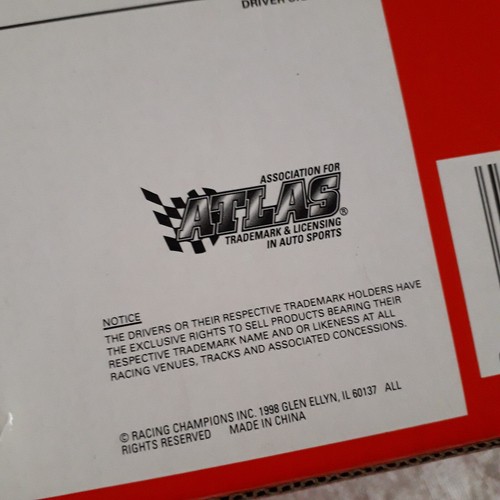 DRIVER
ASSOCIATION FOR
ATLAS®
TRADEMARK & LICENSING
IN AUTO SPORTS
NOTICE
THE DRIVERS OR THEIR RESPECTIVE TRADEMARK HOLDERS HAVE
THE EXCLUSIVE RIGHTS TO SELL PRODUCTS BEARING THEIR
RESPECTIVE TRADEMARK NAME AND OR LIKENESS AT ALL
RACING VENUES, TRACKS AND ASSOCIATED CONCESSIONS.
© RACING CHAMPIONS INC. 1998 GLEN ELLYN, IL 60137 ALL
RIGHTS RESERVED MADE IN CHINA